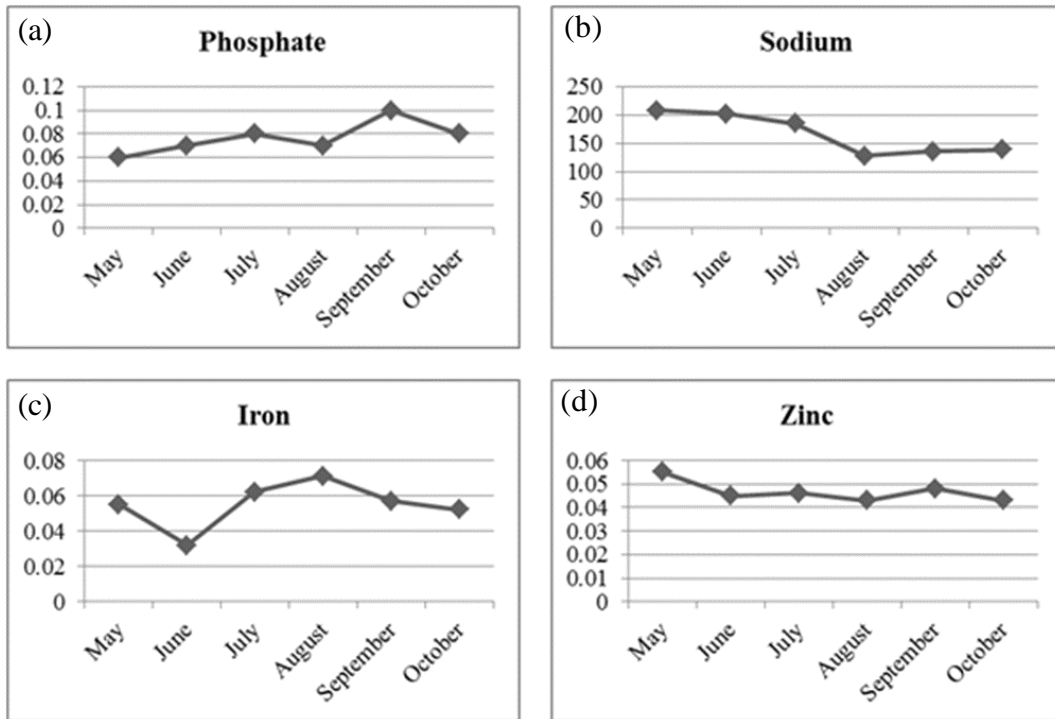 (a)
Phosphate
0.12
0.1
0.08
0.06
0.04
0.02
0
May
June
July
August
September
October
(b)
Sodium
250
200
150
100
50
0
May
June
July
August
September
October
(c)
Iron
0.08
0.06
0.04
0.02
0
May
June
July
August
September
October
(d)
Zinc
0.06
0.05
0.04
0.03
0.02
0.01
0
May
June
July
August
September
October